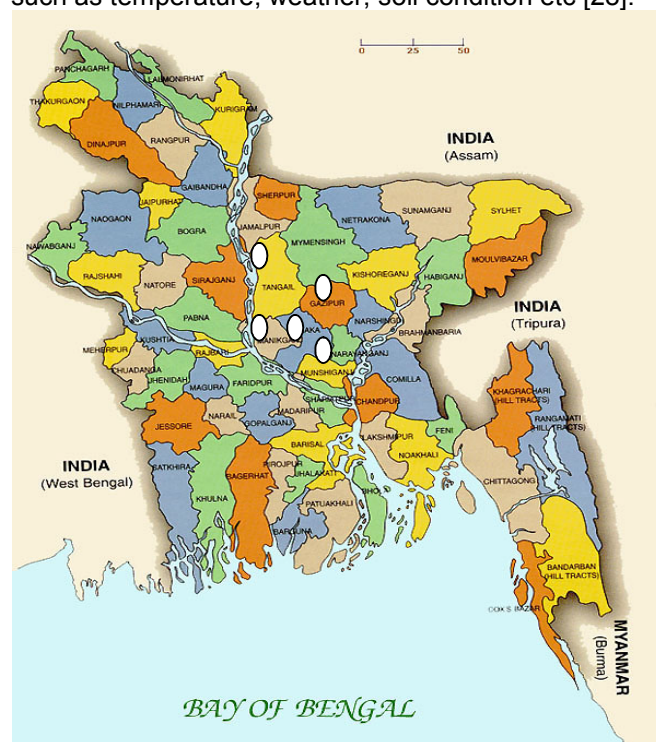 such as temperature, weather, soil condition etc [28].
0 25 50
PANCHAGARH
LALMONIRHAT
THAKURGAON
NILPHAMARI
KURIGRAM
DINAJPUR
RANGPUR
INDIA
(Assam)
GAIBANDHA
SHERPUR
JAIPURHAT
NAOGAON
JAMALPUR
NETRAKONA
SUNAMGANJ
SYLHET
BOGRA
MYMENSINGH
NAWABGANJ
MOULVIBAZAR
RAJSHAHI
NATORE
SIRAJGANJ
TANGAIL
KISHOREGANJ
HABIGANJ
GAZIPUR
INDIA
(Tripura)
PABNA
NARSHINGDI
BRAHMANBARIA
KUSHTIA
MANIKGANJ
AKA
MEHERPUR
RAJBARI
NARAYANGANJ
CHUADANGA
JHENIDAH
MAGURA
FARIDPUR
MUNSHIGANJ
COMILLA
KHAGRACHARI
(HILL TRACTS)
CHANDPUR
NARAIL
MADARIPUR
GOPALGANJ
JESSORE
RANGAMATI
(HILL TRACTS)
LAKSHMIPUR
FENI
BARISAL
NOAKHALI
INDIA
(West Bengal)
SATKHIRA
PIROJPUR
JHALAKATI
KHULNA
BAGERHAT
CHITTAGONG
PATUAKHALI
BHOLA
BARGUNA
BANDARBAN
(HILL TRACTS)
COX'S BAZAR
MYANMAR
(Burma)
BAY OF BENGAL